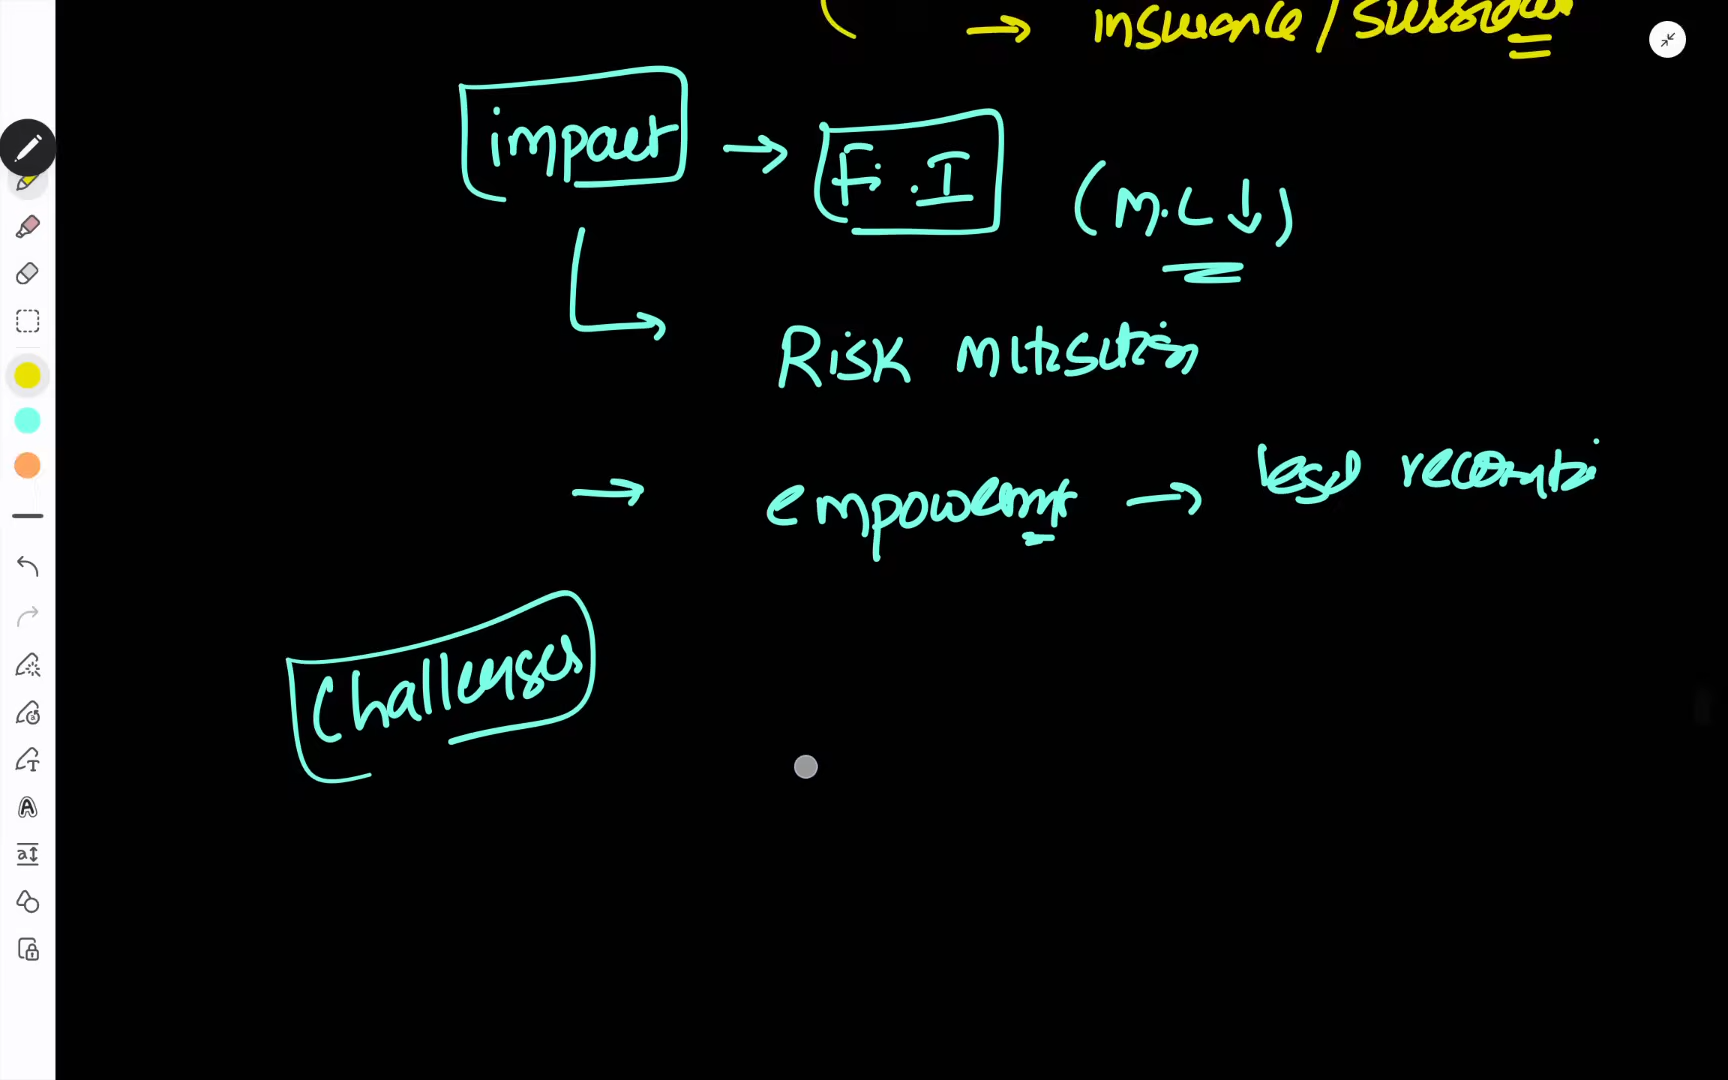 → insurance / subsidies
impact → F.I (M.L ↓)
Risk mitigation
→ empowerment → legal recognition
Challenges